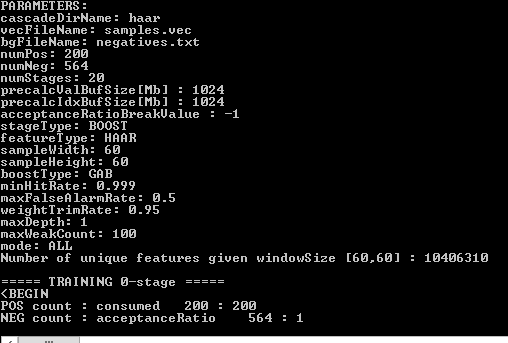 PARAMETERS:
cascadeDirName: haar
vecFileName: samples.vec
bgFileName: negatives.txt
numPos: 200
numNeg: 564
numStages: 20
precalcValBufSize[Mb] : 1024
precalcIdxBufSize[Mb] : 1024
acceptanceRatioBreakValue : -1
stageType: BOOST
featureType: HAAR
sampleWidth: 60
sampleHeight: 60
boostType: GAB
minHitRate: 0.999
maxFalseAlarmRate: 0.5
weightTrimRate: 0.95
maxDepth: 1
maxWeakCount: 100
mode: ALL
Number of unique features given windowSize [60,60] : 10406310
===== TRAINING 0-stage =====
<BEGIN
POS count : consumed   200 : 200
NEG count : acceptanceRatio    564 : 1